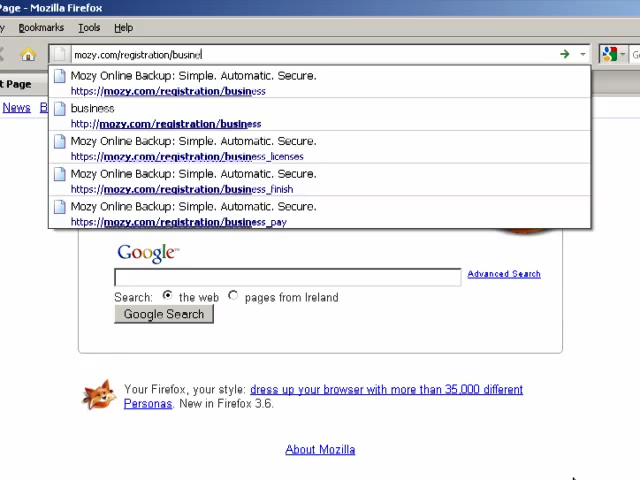 Page - Mozilla Firefox
Bookmarks Tools Help
mozy.com/registration/busine
Mozy Online Backup: Simple. Automatic. Secure.
https://mozy.com/registration/business
business
http://mozy.com/registration/business
Mozy Online Backup: Simple. Automatic. Secure.
https://mozy.com/registration/business_licenses
Mozy Online Backup: Simple. Automatic. Secure.
https://mozy.com/registration/business_finish
Mozy Online Backup: Simple. Automatic. Secure.
https://mozy.com/registration/business_pay
t Page
News B
Google™
Advanced Search
Search: the web pages from Ireland
Google Search
Your Firefox, your style: dress up your browser with more than 35,000 different
Personas. New in Firefox 3.6.
About Mozilla